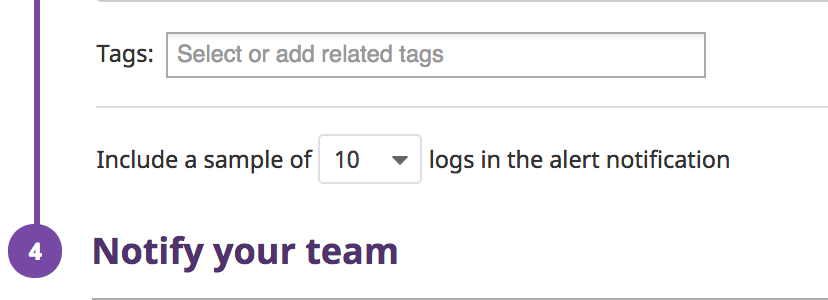 Tags: Select or add related tags
Include a sample of 10 logs in the alert notification
4 Notify your team